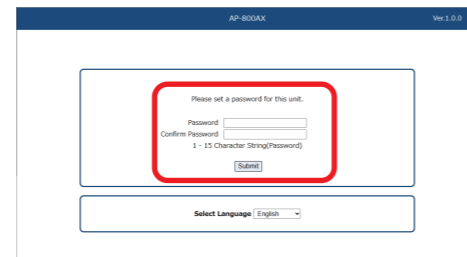 AP-800AX Ver.1.0.0
Please set a password for this unit.
Password
Confirm Password
1 - 15 Character String(Password)
Submit
Select Language English